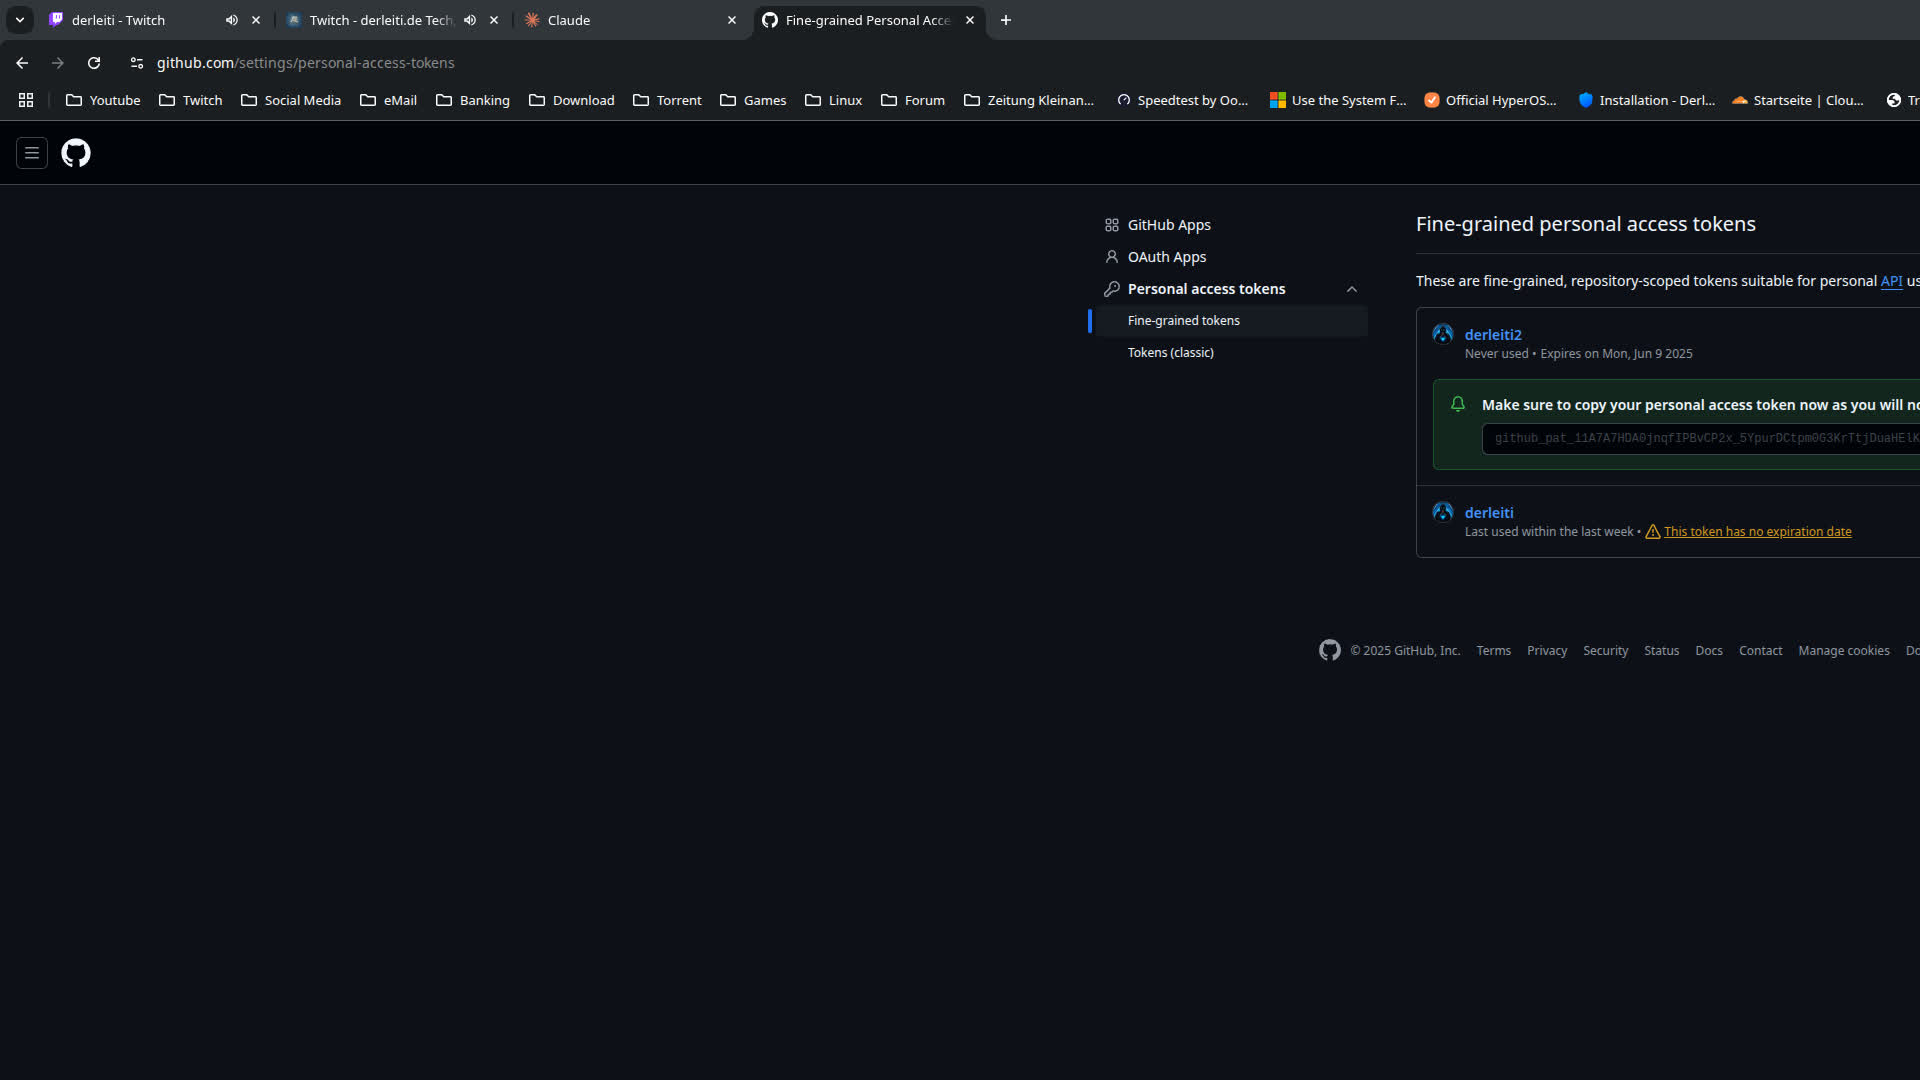 derleiti - Twitch
Twitch - derleiti.de Tech
Claude
Fine-grained Personal Acce
github.com/settings/personal-access-tokens
Youtube
Twitch
Social Media
eMail
Banking
Download
Torrent
Games
Linux
Forum
Zeitung Kleinan...
Speedtest by Oo...
Use the System F...
Official HyperOS...
Installation - Derl...
Startseite | Clou...
Tr
GitHub Apps
OAuth Apps
Personal access tokens
Fine-grained tokens
Tokens (classic)
Fine-grained personal access tokens
These are fine-grained, repository-scoped tokens suitable for personal API us
derleiti2
Never used • Expires on Mon, Jun 9 2025
Make sure to copy your personal access token now as you will no
derleiti
Last used within the last week • This token has no expiration date
© 2025 GitHub, Inc.
Terms
Privacy
Security
Status
Docs
Contact
Manage cookies
Do